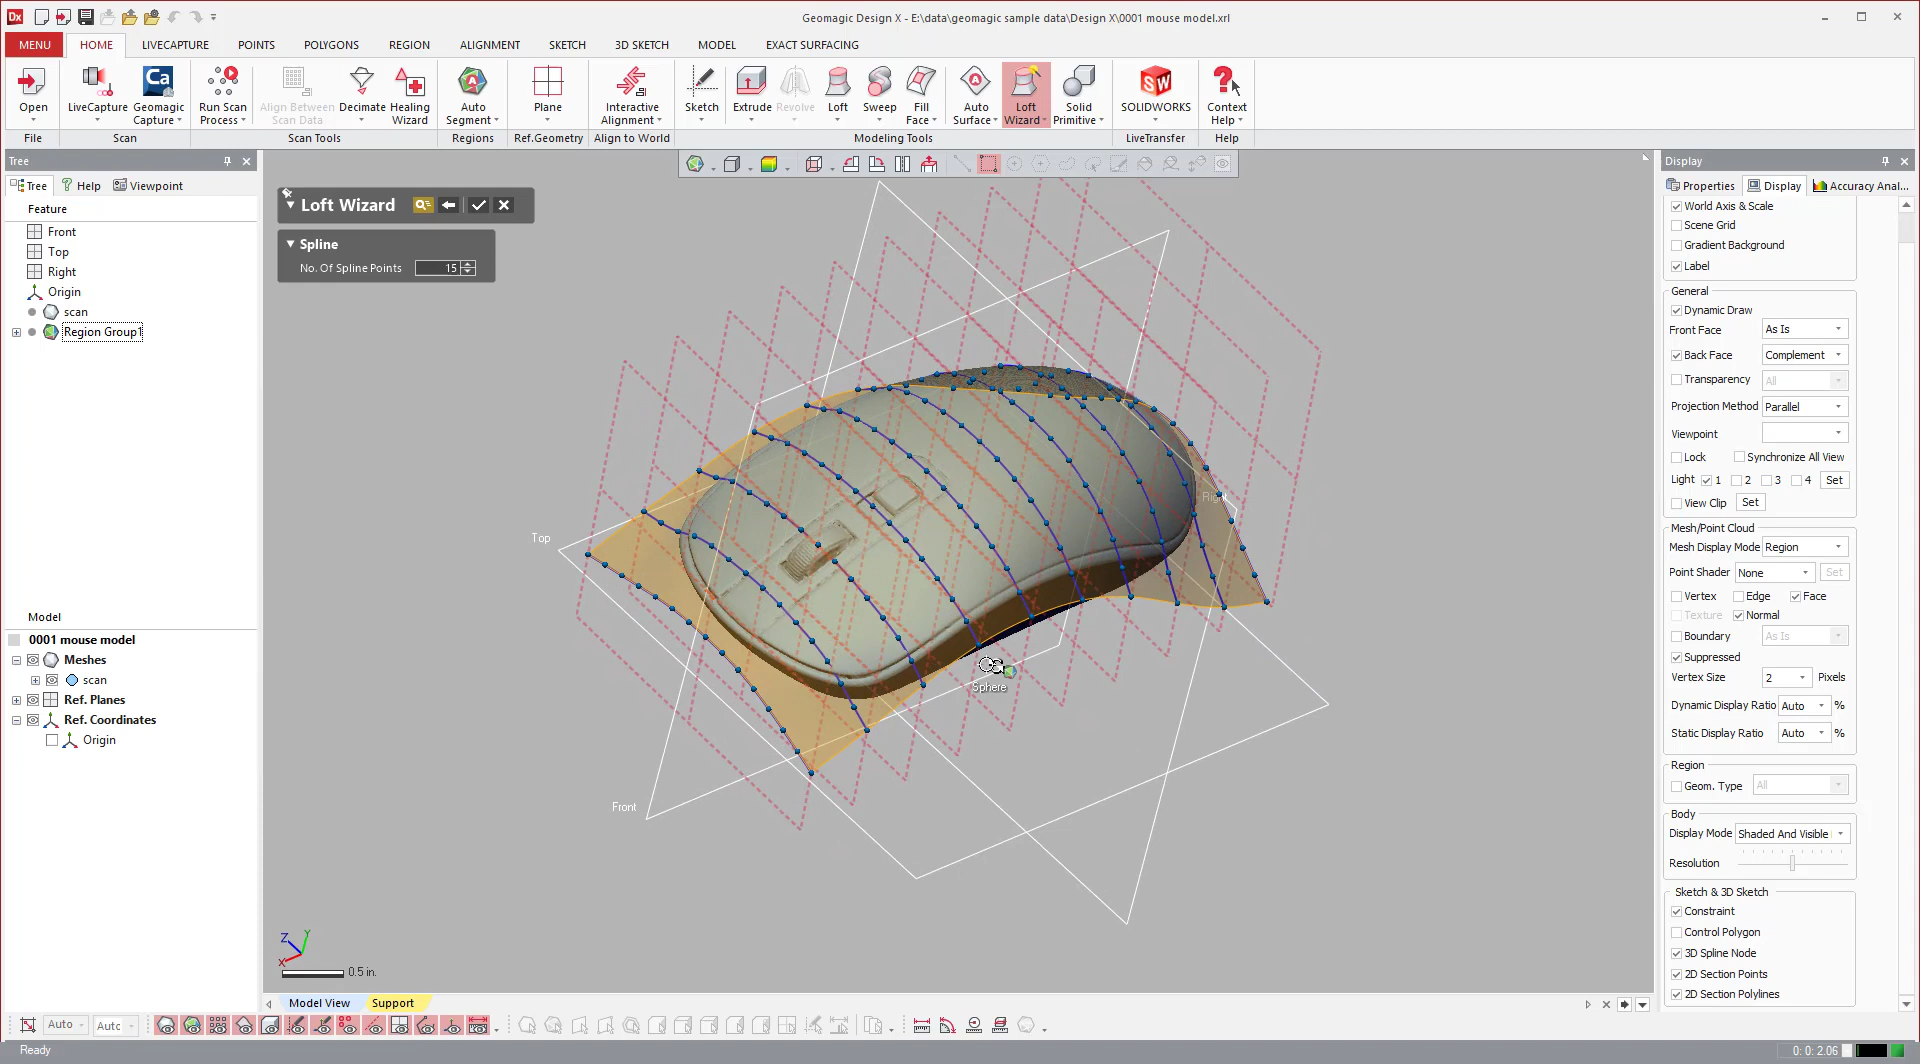 Dx
Geomagic Design X - E:\data\geomagic sample data\Design X\0001 mouse model.xrl
MENU HOME LIVECAPTURE POINTS POLYGONS REGION ALIGNMENT SKETCH 3D SKETCH MODEL EXACT SURFACING
Open
LiveCapture
Geomagic Capture
Run Scan Process
Align Between Scan Data
Decimate
Healing Wizard
Auto Segment
Plane
Interactive Alignment
Sketch
Extrude
Revolve
Loft
Sweep
Fill Face
Auto Surface
Loft Wizard
Solid Primitive
SOLIDWORKS
Context Help
File Scan Scan Tools Regions Ref.Geometry Align to World Modeling Tools LiveTransfer Help
Tree
Tree Help Viewpoint
Feature
Front
Top
Right
Origin
scan
Region Group1
Model
0001 mouse model
Meshes
scan
Ref. Planes
Ref. Coordinates
Origin
Loft Wizard
Spline
No. Of Spline Points 15
Top
Right
Sphere
Front
Z Y
X
0.5 in.
Model View Support
Display
Properties Display Accuracy Anal...
World Axis & Scale
Scene Grid
Gradient Background
Label
General
Dynamic Draw
Front Face As Is
Back Face Complement
Transparency All
Projection Method Parallel
Viewpoint
Lock Synchronize All View
Light 1 2 3 4 Set
View Clip Set
Mesh/Point Cloud
Mesh Display Mode Region
Point Shader None Set
Vertex Edge Face
Texture Normal
Boundary As Is
Suppressed
Vertex Size 2 Pixels
Dynamic Display Ratio Auto %
Static Display Ratio Auto %
Region
Geom. Type All
Body
Display Mode Shaded And Visible
Resolution
Sketch & 3D Sketch
Constraint
Control Polygon
3D Spline Node
2D Section Points
2D Section Polylines
Auto Auto
Ready
0: 0: 2.06